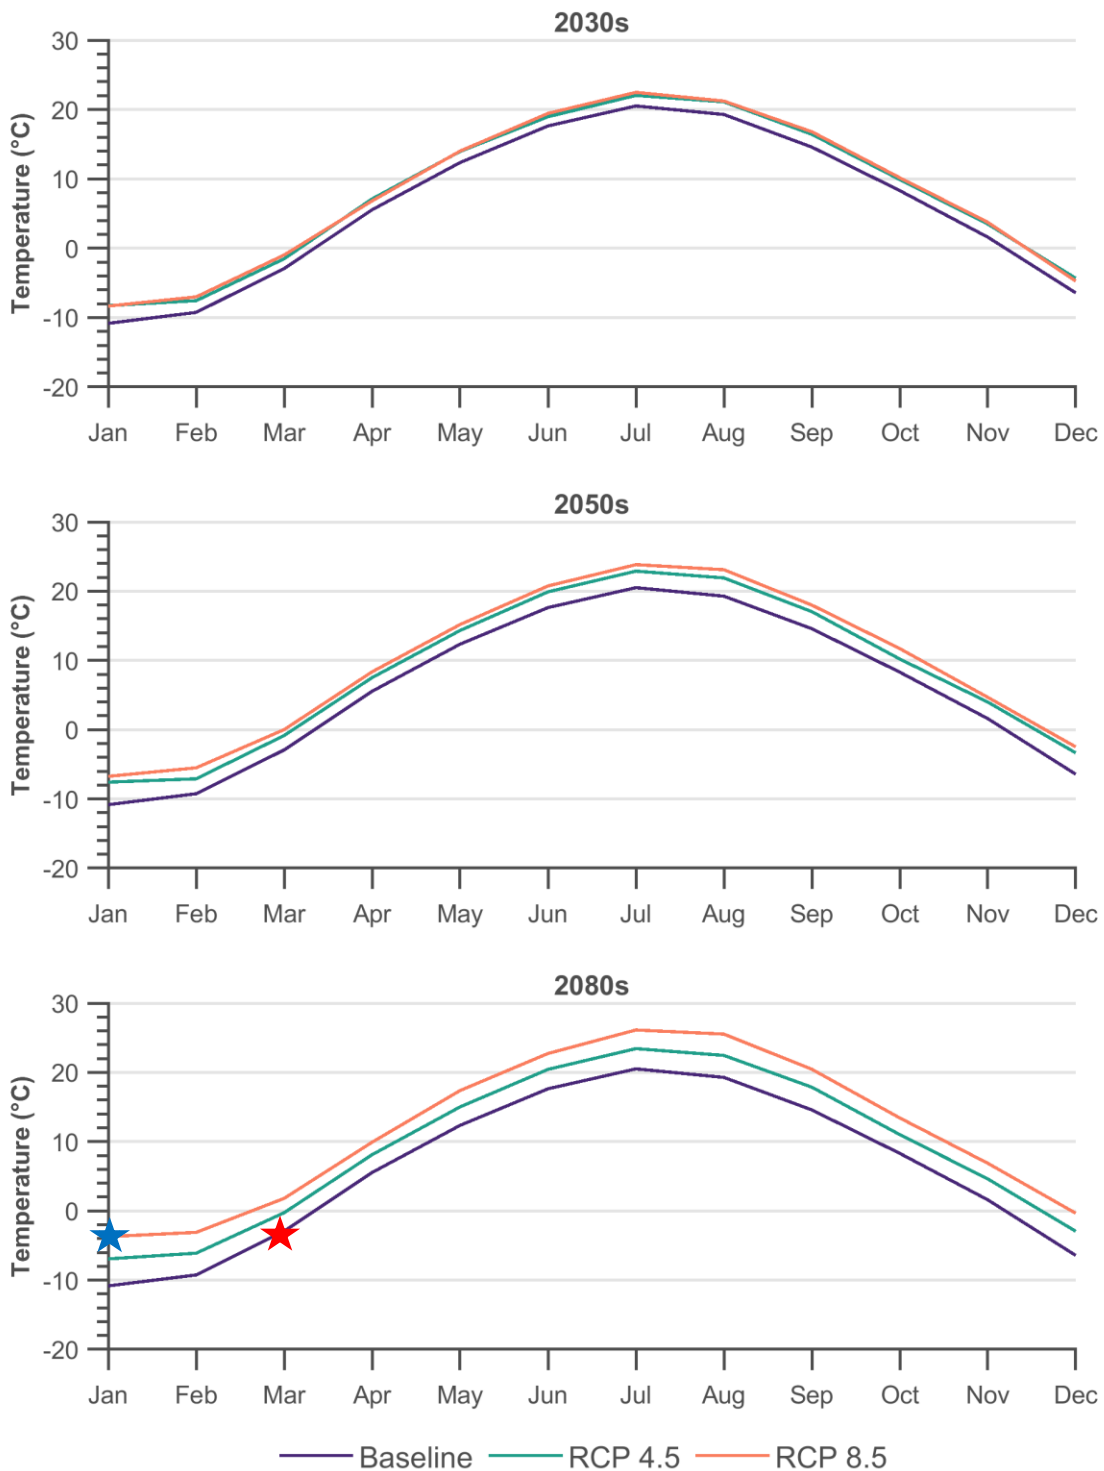 2030s
Temperature (°C)
30
20
10
0
-10
-20
Jan Feb Mar Apr May Jun Jul Aug Sep Oct Nov Dec
2050s
Temperature (°C)
30
20
10
0
-10
-20
Jan Feb Mar Apr May Jun Jul Aug Sep Oct Nov Dec
2080s
Temperature (°C)
30
20
10
0
-10
-20
Jan Feb Mar Apr May Jun Jul Aug Sep Oct Nov Dec
Baseline RCP 4.5 RCP 8.5